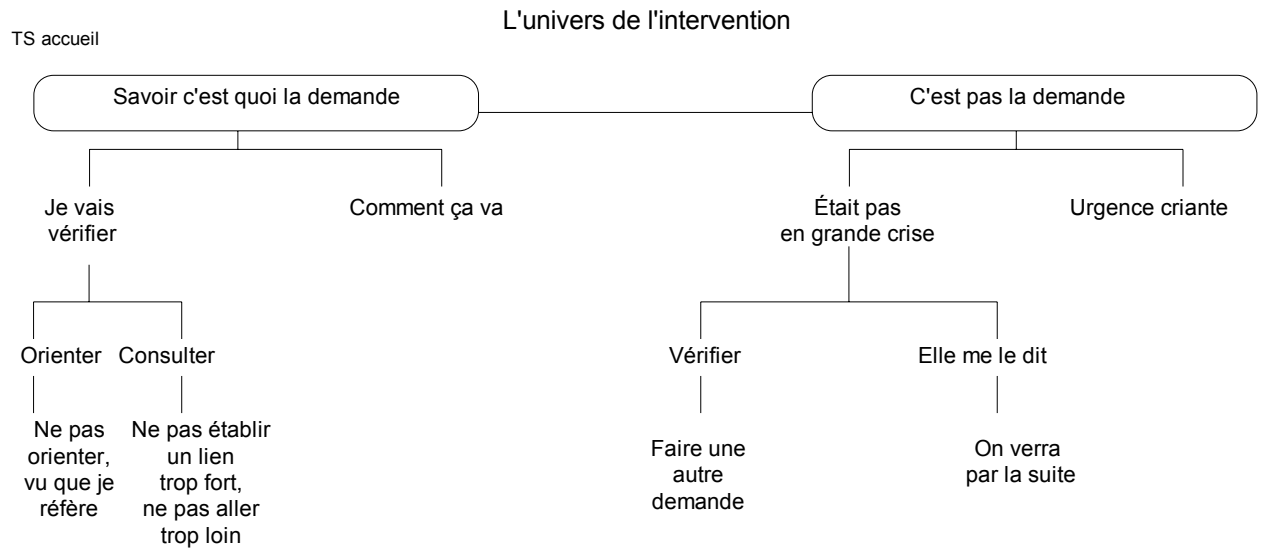 L'univers de l'intervention
TS accueil
Savoir c'est quoi la demande
C'est pas la demande
Je vais
vérifier
Comment ça va
Était pas
en grande crise
Urgence criante
Orienter
Consulter
Vérifier
Elle me le dit
Ne pas
orienter,
vu que je
réfère
Ne pas établir
un lien
trop fort,
ne pas aller
trop loin
Faire une
autre
demande
On verra
par la suite